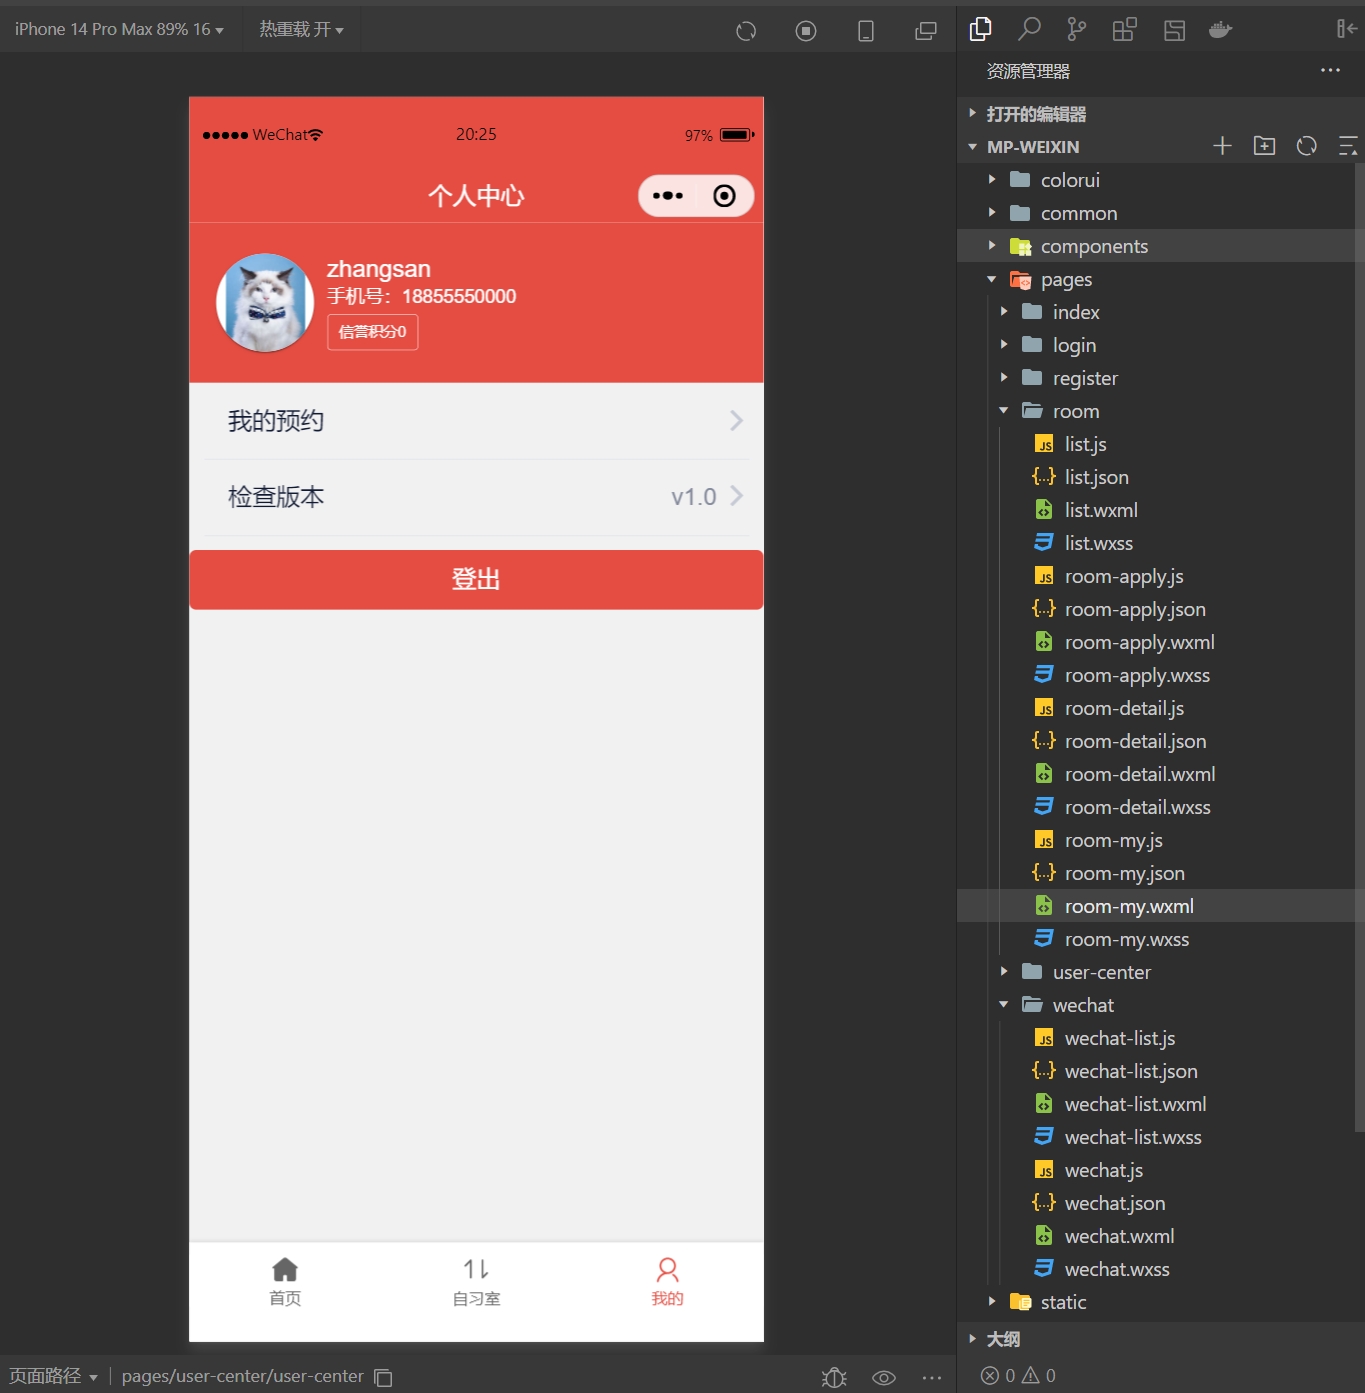 iPhone 14 Pro Max 89% 16
热重载 开
WeChat
20:25
97%
个人中心
zhangsan
手机号：18855550000
信誉积分0
我的预约
检查版本
v1.0
登出
首页
自习室
我的
页面路径
pages/user-center/user-center
资源管理器
打开的编辑器
MP-WEIXIN
colorui
common
components
pages
index
login
register
room
JS list.js
{..} list.json
list.wxml
list.wxss
JS room-apply.js
{..} room-apply.json
room-apply.wxml
room-apply.wxss
JS room-detail.js
{..} room-detail.json
room-detail.wxml
room-detail.wxss
JS room-my.js
{..} room-my.json
room-my.wxml
room-my.wxss
user-center
wechat
JS wechat-list.js
{..} wechat-list.json
wechat-list.wxml
wechat-list.wxss
JS wechat.js
{..} wechat.json
wechat.wxml
wechat.wxss
static
大纲
0 0